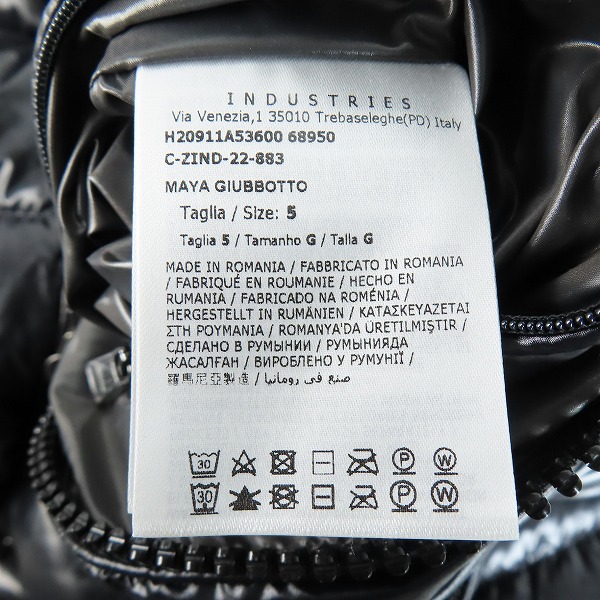 INDUSTRIES
Via Venezia,1 35010 Trebaseleghe(PD) Italy
H20911A53600 68950
C-ZIND-22-883
MAYA GIUBBOTTO
Taglia / Size: 5
Taglia 5 / Tamanho G / Talla G
MADE IN ROMANIA / FABBRICATO IN ROMANIA
/ FABRIQUÉ EN ROUMANIE / HECHO EN
RUMANIA / FABRICADO NA ROMÉNIA /
HERGESTELLT IN RUMÄNIEN / ΚΑΤΑΣΚΕΥΑΖΕΤΑΙ
ΣΤΗ ΡΟΥΜΑΝΙΑ / ROMANYA'DA ÜRETILMIŞTIR /
СДЕЛАНО В РУМЫНИИ / РУМЫНИЯДА
ЖАСАЛҒАН / ВИРОБЛЕНО У РУМУНІЇ /
羅馬尼亞製造 / صنع في رومانيا
30 P W
30 P W